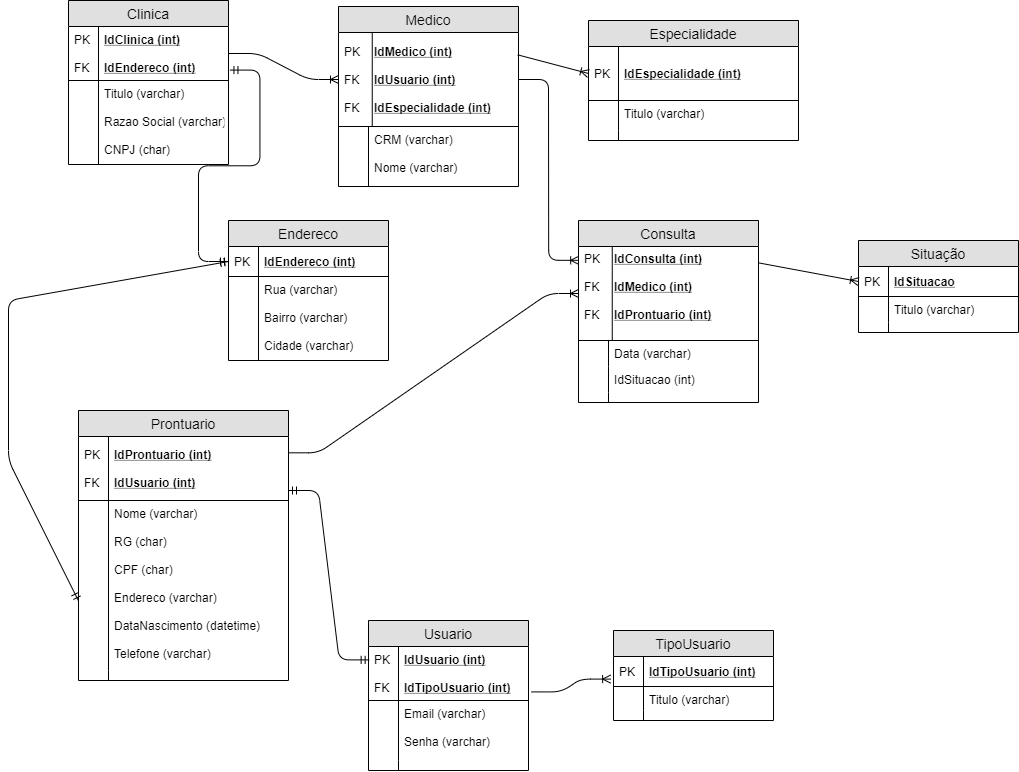 Clinica
PK IdClinica (int)
FK IdEndereco (int)
Titulo (varchar)
Razao Social (varchar)
CNPJ (char)
Medico
PK IdMedico (int)
FK IdUsuario (int)
FK IdEspecialidade (int)
CRM (varchar)
Nome (varchar)
Especialidade
PK IdEspecialidade (int)
Titulo (varchar)
Endereco
PK IdEndereco (int)
Rua (varchar)
Bairro (varchar)
Cidade (varchar)
Consulta
PK IdConsulta (int)
FK IdMedico (int)
FK IdProntuario (int)
Data (varchar)
IdSituacao (int)
Situação
PK IdSituacao
Titulo (varchar)
Prontuario
PK IdProntuario (int)
FK IdUsuario (int)
Nome (varchar)
RG (char)
CPF (char)
Endereco (varchar)
DataNascimento (datetime)
Telefone (varchar)
Usuario
PK IdUsuario (int)
FK IdTipoUsuario (int)
Email (varchar)
Senha (varchar)
TipoUsuario
PK IdTipoUsuario (int)
Titulo (varchar)